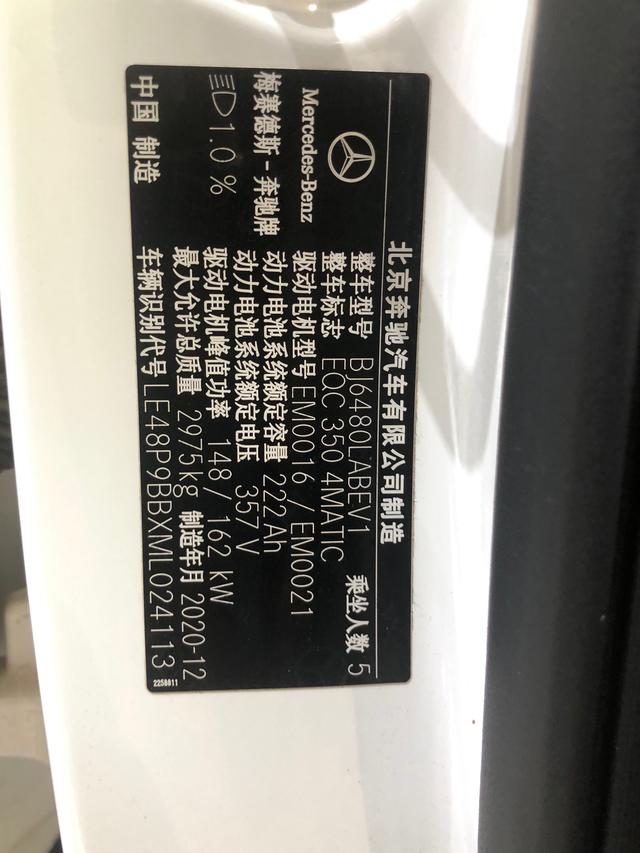 北京奔驰汽车有限公司制造
Mercedes-Benz
梅赛德斯-奔驰牌
1.0 %
中国 制造
整车型号 BJ6480LABEV1
整车标志 EQC 350 4MATIC 乘坐人数 5
驱动电机型号 EM0016 / EM0021
动力电池系统额定容量 222 Ah
动力电池系统额定电压 357 V
驱动电机峰值功率 148 / 162 kW
最大允许总质量 2975kg 制造年月 2020-12
车辆识别代号 LE48P9BBXML024113
2258811